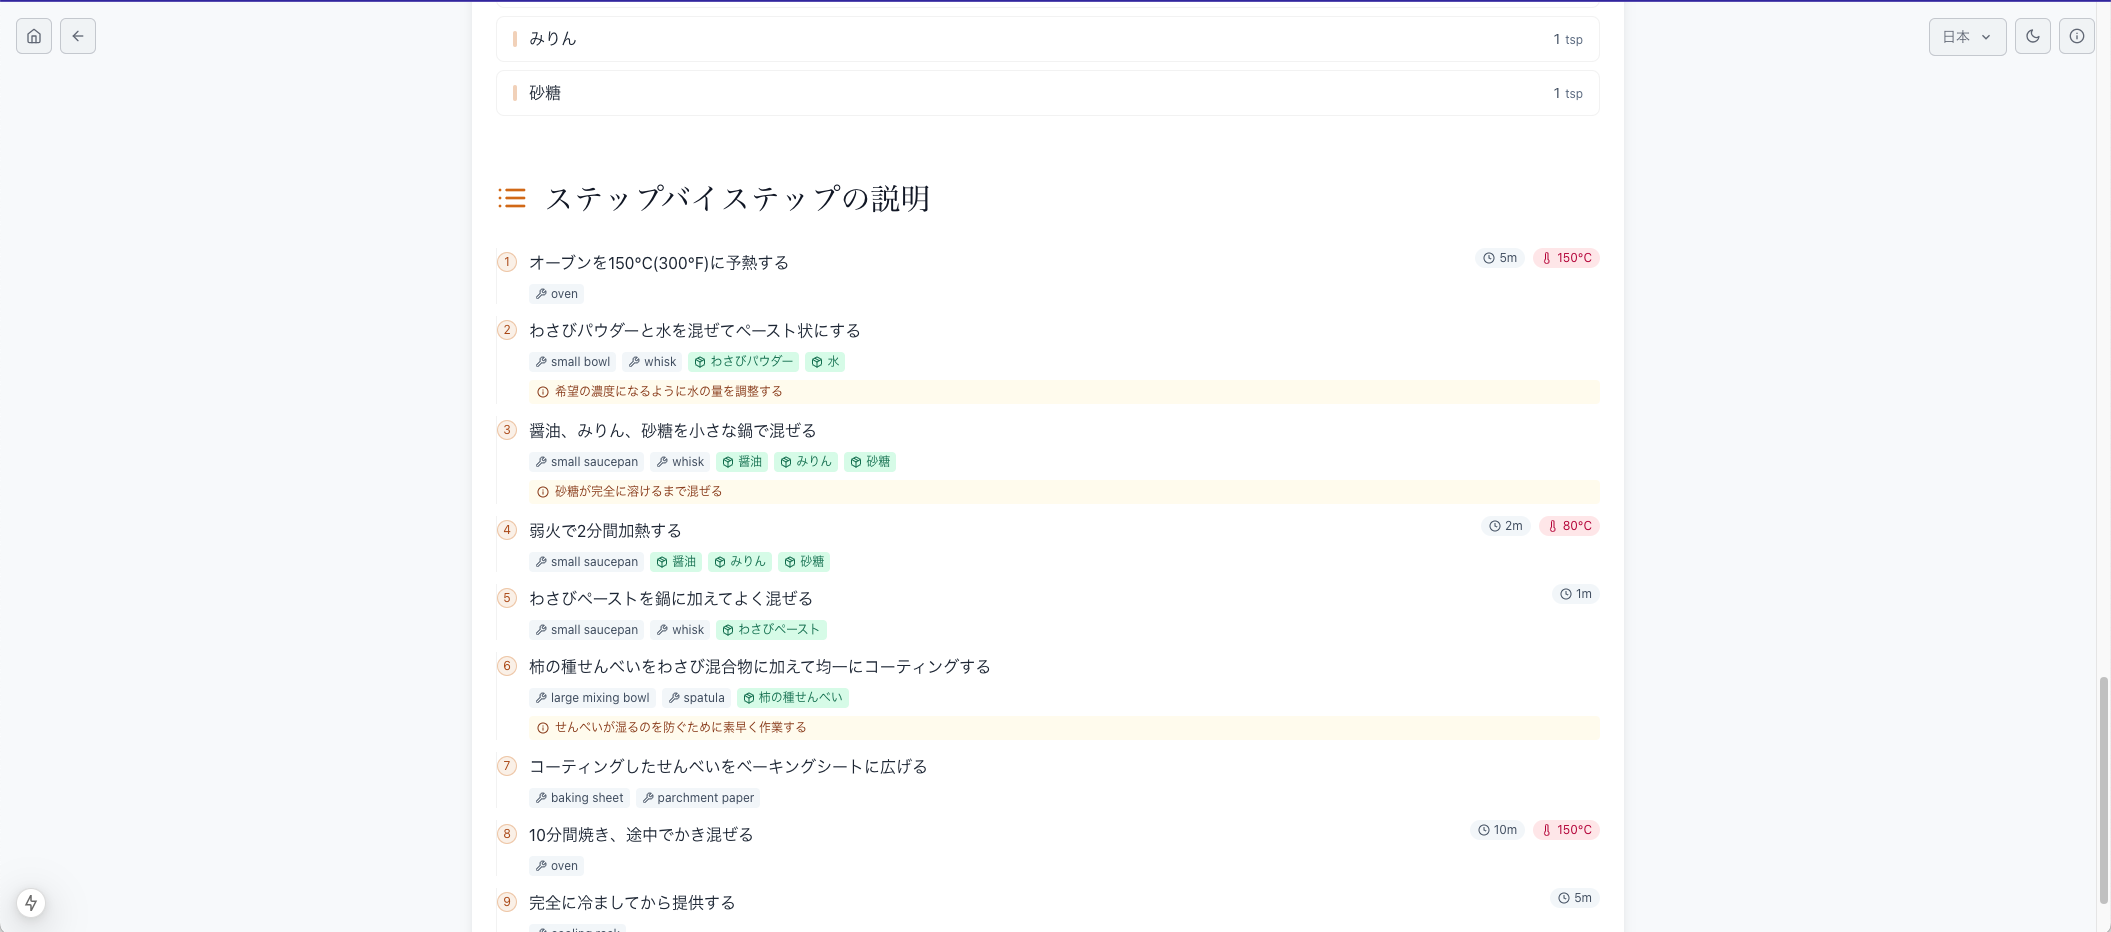 日本
みりん 1 tsp
砂糖 1 tsp
ステップバイステップの説明
1 オーブンを150°C(300°F)に予熱する 5m 150°C
oven
2 わさびパウダーと水を混ぜてペースト状にする
small bowl whisk わさびパウダー 水
希望の濃度になるように水の量を調整する
3 醤油、みりん、砂糖を小さな鍋で混ぜる
small saucepan whisk 醤油 みりん 砂糖
砂糖が完全に溶けるまで混ぜる
4 弱火で2分間加熱する 2m 80°C
small saucepan 醤油 みりん 砂糖
5 わさびペーストを鍋に加えてよく混ぜる 1m
small saucepan whisk わさびペースト
6 柿の種せんべいをわさび混合物に加えて均一にコーティングする
large mixing bowl spatula 柿の種せんべい
せんべいが湿るのを防ぐために素早く作業する
7 コーティングしたせんべいをベーキングシートに広げる
baking sheet parchment paper
8 10分間焼き、途中でかき混ぜる 10m 150°C
oven
9 完全に冷ましてから提供する 5m